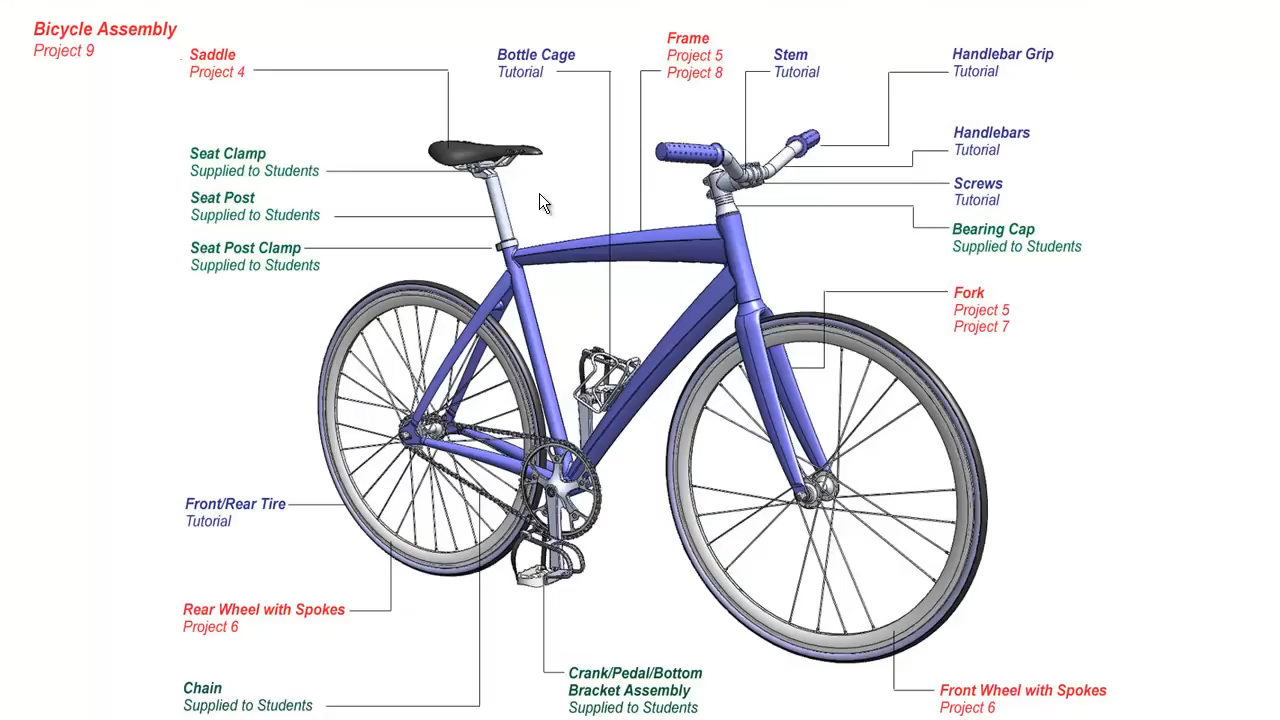 Bicycle Assembly
Project 9
Saddle
Project 4
Bottle Cage
Tutorial
Frame
Project 5
Project 8
Stem
Tutorial
Handlebar Grip
Tutorial
Handlebars
Tutorial
Seat Clamp
Supplied to Students
Screws
Tutorial
Seat Post
Supplied to Students
Bearing Cap
Supplied to Students
Seat Post Clamp
Supplied to Students
Fork
Project 5
Project 7
Front/Rear Tire
Tutorial
Rear Wheel with Spokes
Project 6
Chain
Supplied to Students
Crank/Pedal/Bottom
Bracket Assembly
Supplied to Students
Front Wheel with Spokes
Project 6